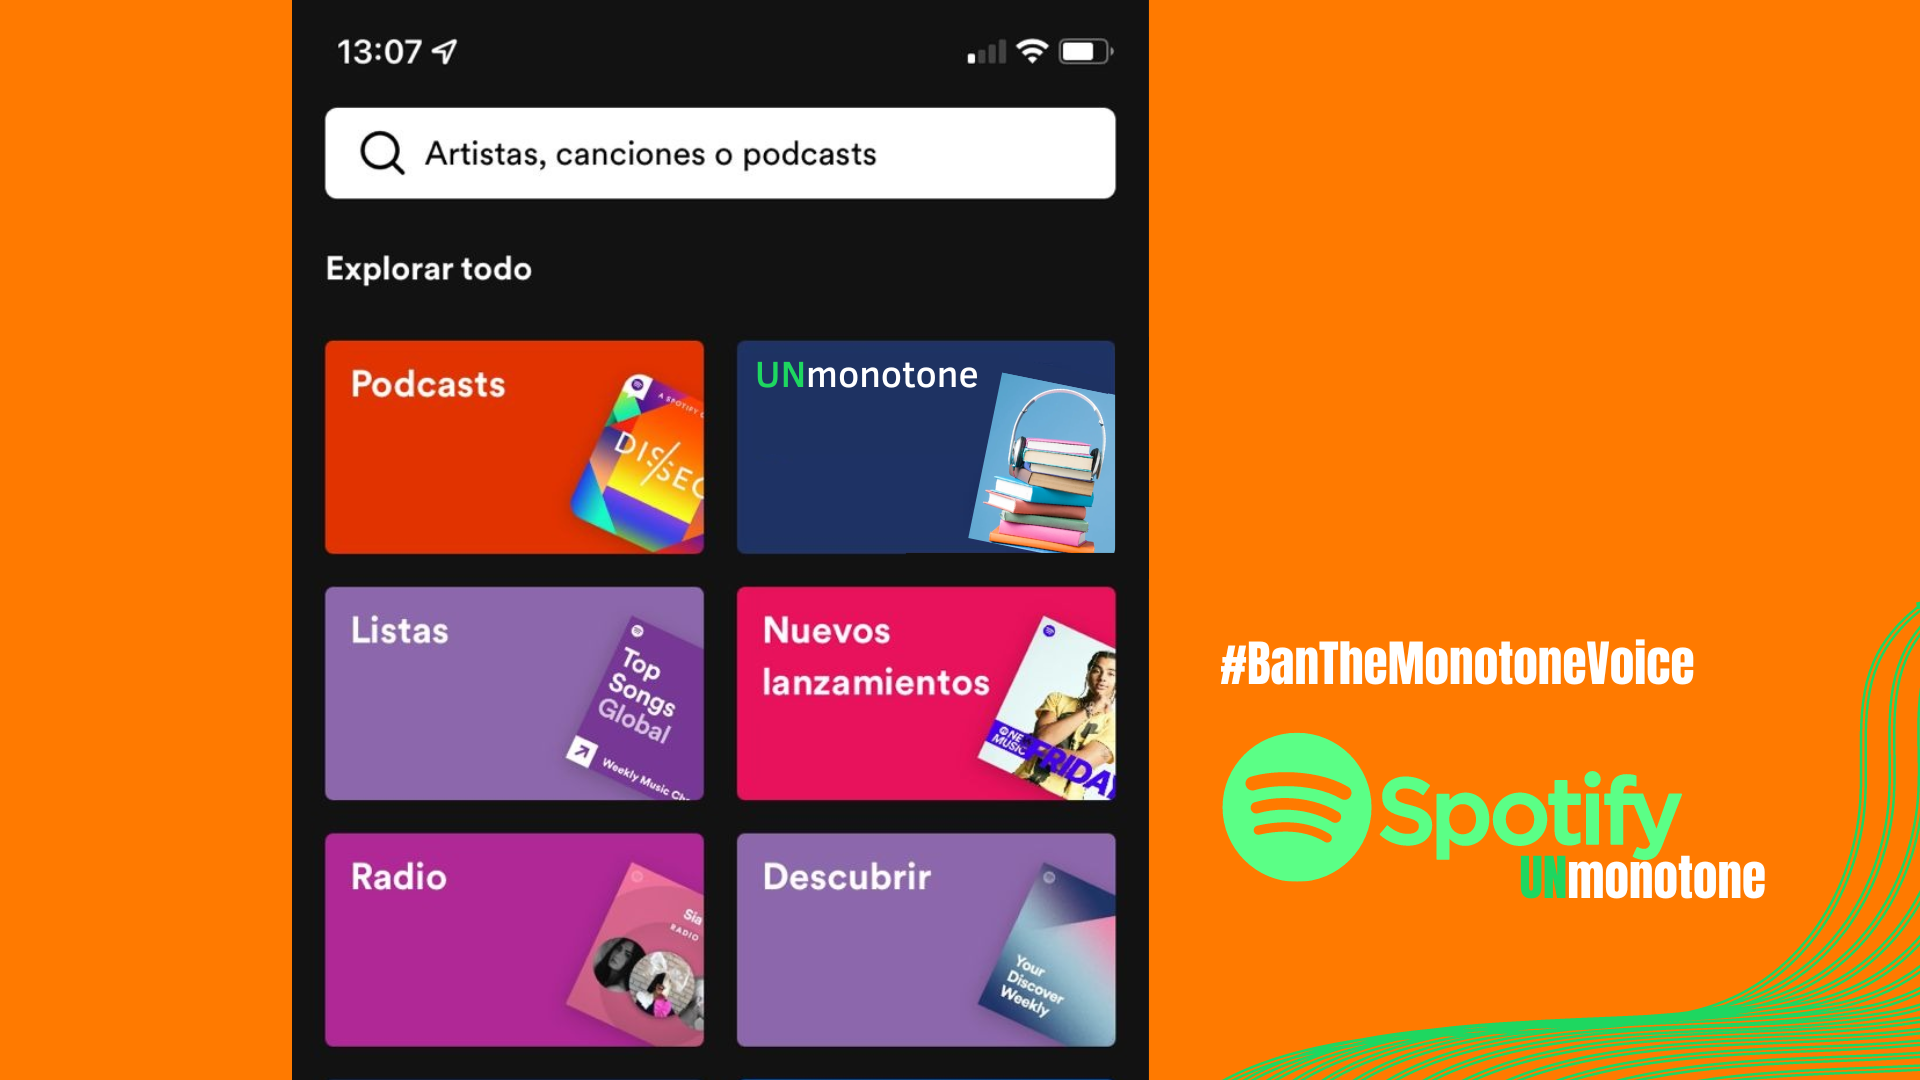 13:07
Artistas, canciones o podcasts
Explorar todo
Podcasts
A SPOTIFY
DISSEC
UNmonotone
Listas
Top
Songs
Global
Weekly Music Ch
Nuevos
lanzamientos
NE
MUSIC
FRIDAY
Radio
Sia
RADIO
Descubrir
Your
Discover
Weekly
#BanTheMonotoneVoice
Spotify
UNmonotone